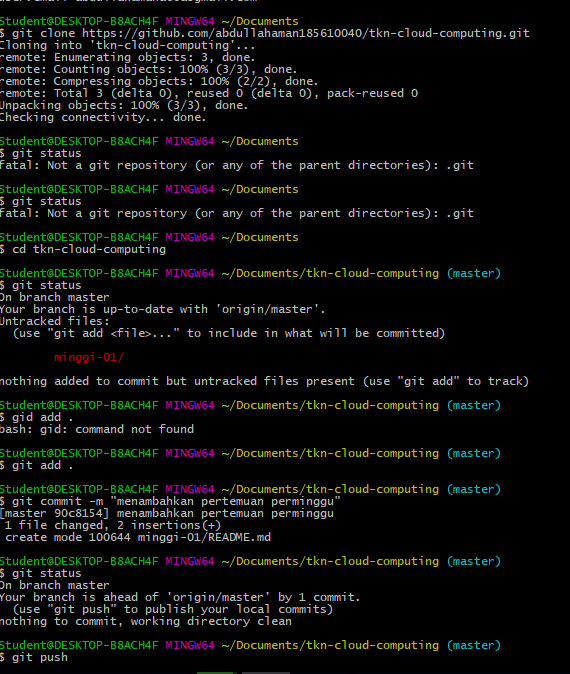 Student@DESKTOP-B8ACH4F MINGW64 ~/Documents
$ git clone https://github.com/abdullahaman185610040/tkn-cloud-computing.git
Cloning into 'tkn-cloud-computing'...
remote: Enumerating objects: 3, done.
remote: Counting objects: 100% (3/3), done.
remote: Compressing objects: 100% (2/2), done.
remote: Total 3 (delta 0), reused 0 (delta 0), pack-reused 0
Unpacking objects: 100% (3/3), done.
Checking connectivity... done.
Student@DESKTOP-B8ACH4F MINGW64 ~/Documents
$ git status
fatal: Not a git repository (or any of the parent directories): .git
Student@DESKTOP-B8ACH4F MINGW64 ~/Documents
$ git status
fatal: Not a git repository (or any of the parent directories): .git
Student@DESKTOP-B8ACH4F MINGW64 ~/Documents
$ cd tkn-cloud-computing
Student@DESKTOP-B8ACH4F MINGW64 ~/Documents/tkn-cloud-computing (master)
$ git status
On branch master
Your branch is up-to-date with 'origin/master'.
Untracked files:
(use "git add <file>..." to include in what will be committed)
minggi-01/
nothing added to commit but untracked files present (use "git add" to track)
Student@DESKTOP-B8ACH4F MINGW64 ~/Documents/tkn-cloud-computing (master)
$ gid add .
bash: gid: command not found
Student@DESKTOP-B8ACH4F MINGW64 ~/Documents/tkn-cloud-computing (master)
$ git add .
Student@DESKTOP-B8ACH4F MINGW64 ~/Documents/tkn-cloud-computing (master)
$ git commit -m "menambahkan pertemuan perminggu"
[master 90c8154] menambahkan pertemuan perminggu
1 file changed, 2 insertions(+)
create mode 100644 minggi-01/README.md
Student@DESKTOP-B8ACH4F MINGW64 ~/Documents/tkn-cloud-computing (master)
$ git status
On branch master
Your branch is ahead of 'origin/master' by 1 commit.
(use "git push" to publish your local commits)
nothing to commit, working directory clean
Student@DESKTOP-B8ACH4F MINGW64 ~/Documents/tkn-cloud-computing (master)
$ git push